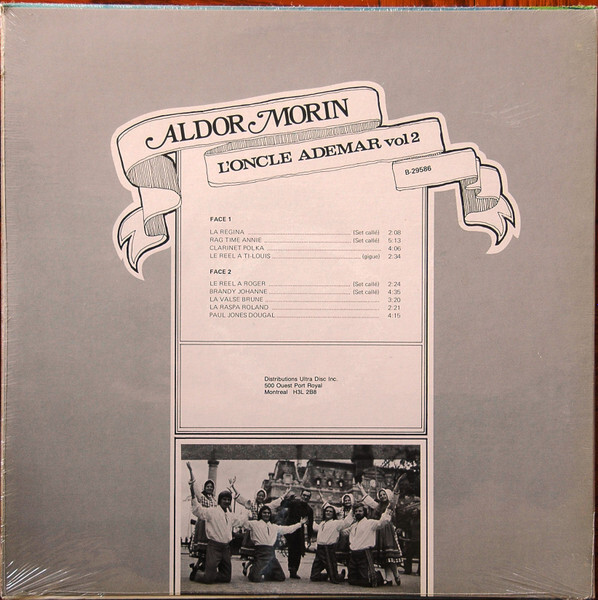 ALDOR MORIN
L'ONCLE ADEMAR vol 2
B-29586
FACE 1
LA REGINA (Set callé) 2:08
RAG TIME ANNIE (Set callé) 5:13
CLARINET POLKA 4:06
LE REEL A TI-LOUIS (gigue) 2:34
FACE 2
LE REEL A ROGER (Set callé) 2:24
BRANDY JOHANNE (Set callé) 4:35
LA VALSE BRUNE 3:20
LA RASPA ROLAND 2:21
PAUL JONES DOUGAL 4:15
Distributions Ultra Disc Inc.
500 Ouest Port Royal
Montreal H3L 2B8